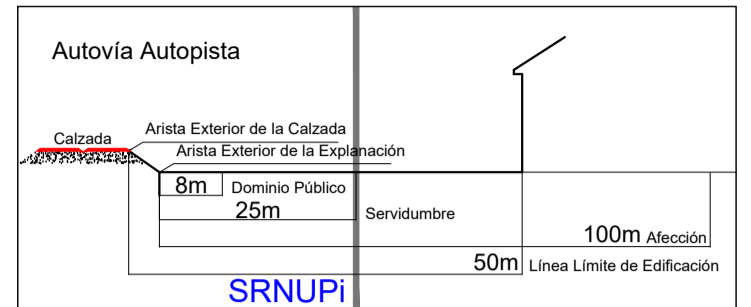 Autovía Autopista
Calzada
Arista Exterior de la Calzada
Arista Exterior de la Explanación
8m Dominio Público
25m Servidumbre
100m Afección
50m Línea Límite de Edificación
SRNUPi